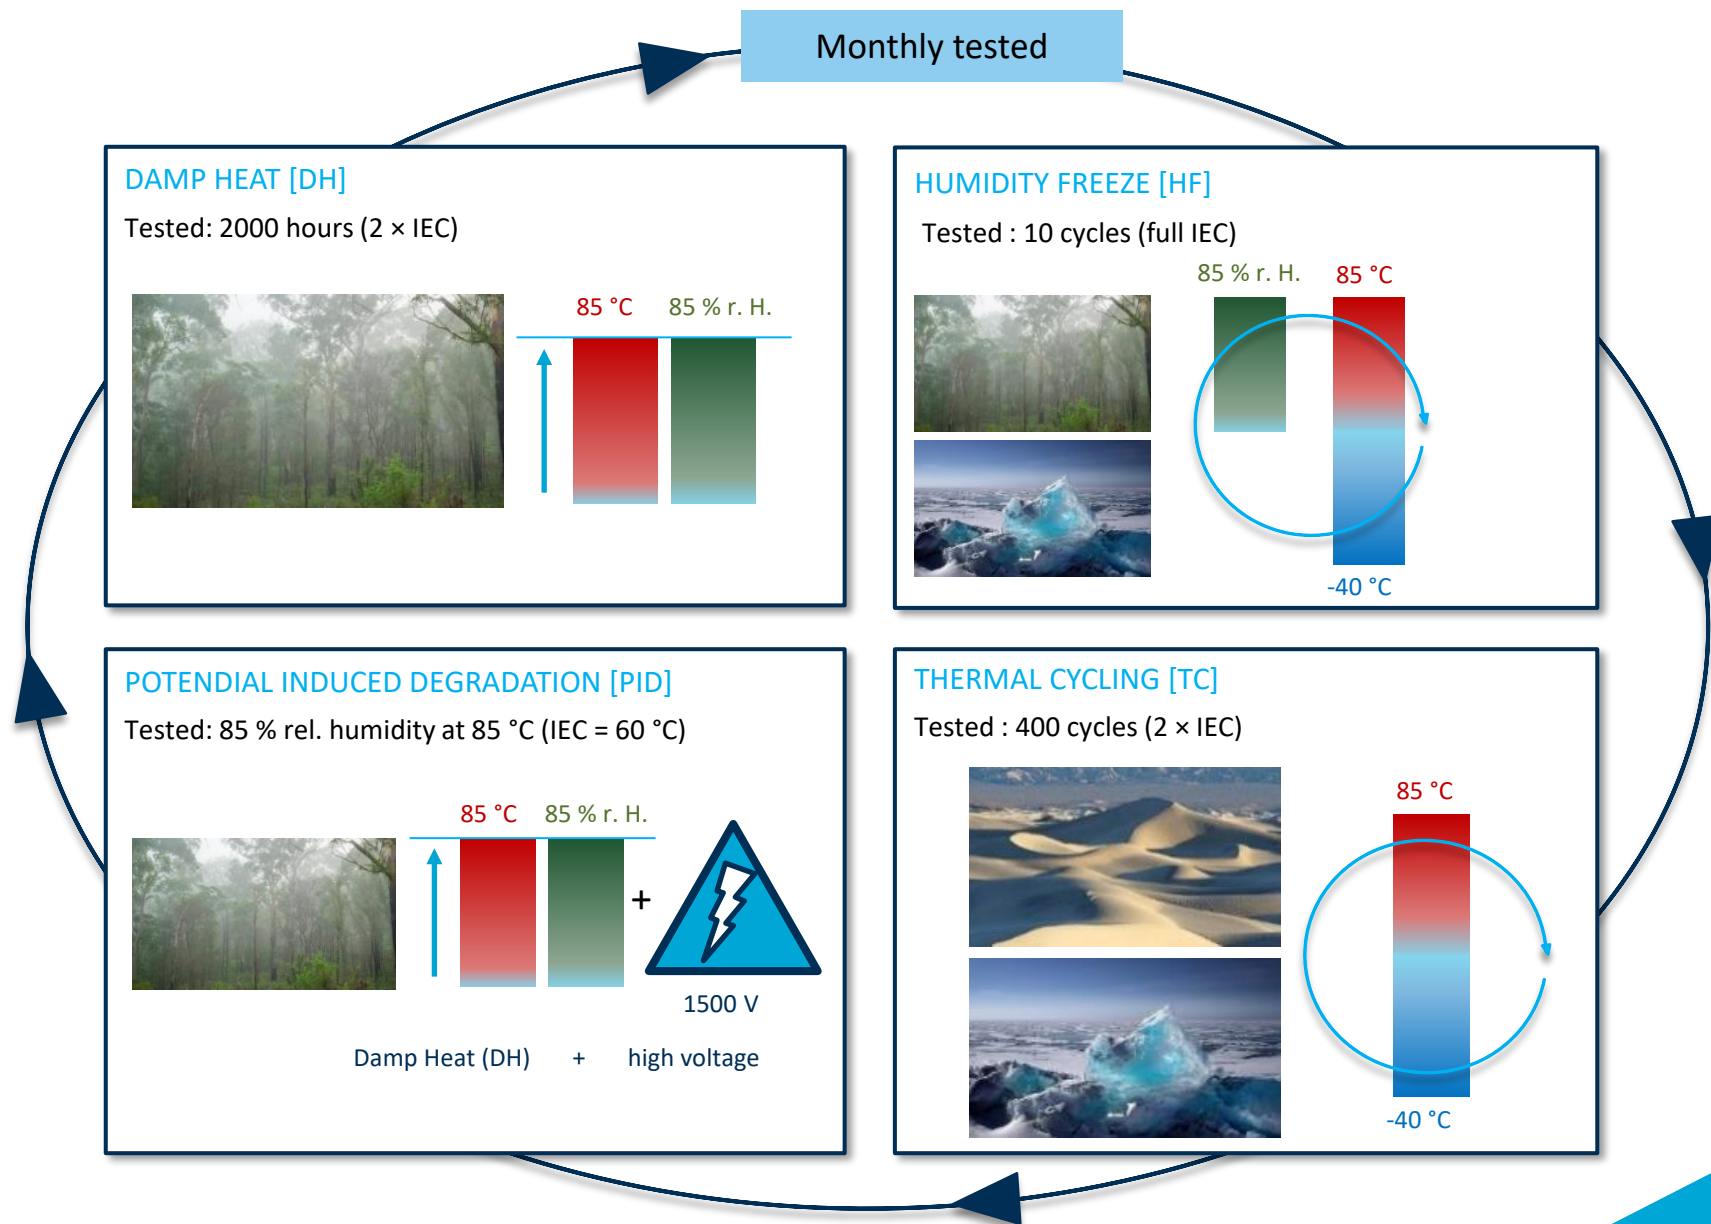 Monthly tested
DAMP HEAT [DH]
Tested: 2000 hours (2 × IEC)
85 °C
85 % r. H.
HUMIDITY FREEZE [HF]
Tested : 10 cycles (full IEC)
85 % r. H.
85 °C
-40 °C
POTENDIAL INDUCED DEGRADATION [PID]
Tested: 85 % rel. humidity at 85 °C (IEC = 60 °C)
85 °C
85 % r. H.
+
1500 V
Damp Heat (DH) + high voltage
THERMAL CYCLING [TC]
Tested : 400 cycles (2 × IEC)
85 °C
-40 °C